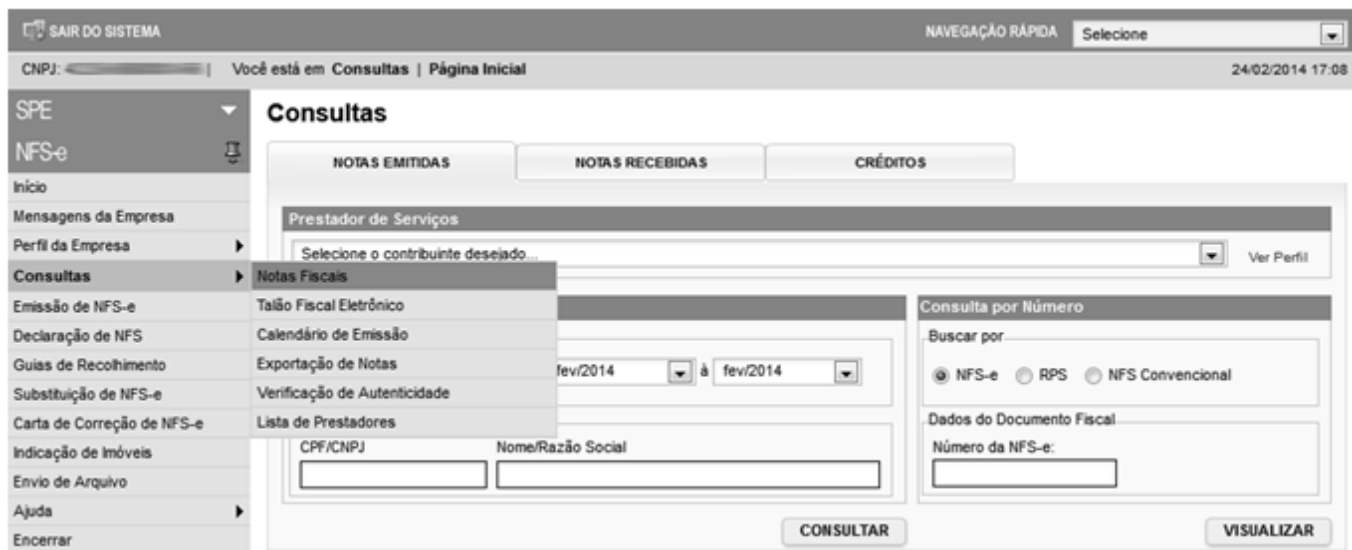 SAIR DO SISTEMA NAVEGAÇÃO RÁPIDA Selecione
CNPJ: | Você está em Consultas | Página Inicial 24/02/2014 17:08
SPE
NFS-e
Início
Mensagens da Empresa
Perfil da Empresa
Consultas
Emissão de NFS-e
Declaração de NFS
Guias de Recolhimento
Substituição de NFS-e
Carta de Correção de NFS-e
Indicação de Imóveis
Envio de Arquivo
Ajuda
Encerrar
Notas Fiscais
Talão Fiscal Eletrônico
Calendário de Emissão
Exportação de Notas
Verificação de Autenticidade
Lista de Prestadores
Consultas
NOTAS EMITIDAS NOTAS RECEBIDAS CRÉDITOS
Prestador de Serviços
Selecione o contribuinte desejado... Ver Perfil
fev/2014 à fev/2014
CPF/CNPJ Nome/Razão Social
CONSULTAR
Consulta por Número
Buscar por
NFS-e RPS NFS Convencional
Dados do Documento Fiscal
Número da NFS-e:
VISUALIZAR